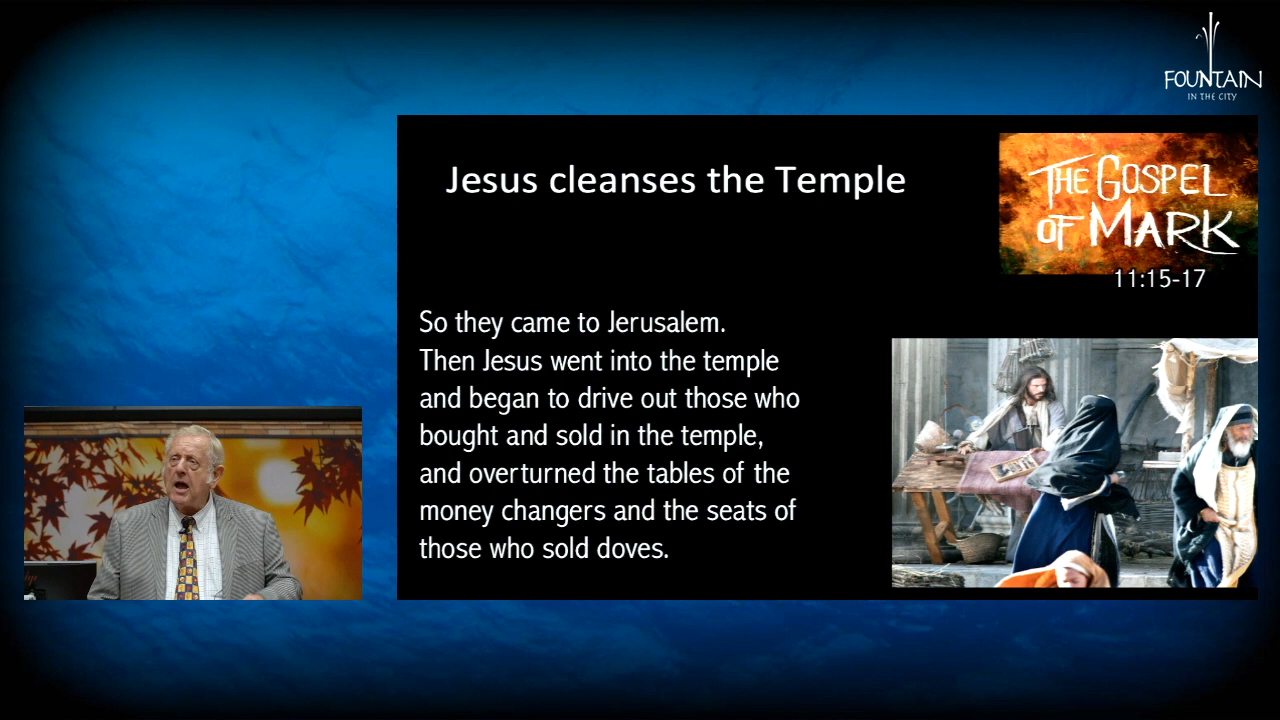 FOUNTAIN
IN THE CITY
Jesus cleanses the Temple
THE GOSPEL
OF MARK
11:15-17
So they came to Jerusalem.
Then Jesus went into the temple
and began to drive out those who
bought and sold in the temple,
and overturned the tables of the
money changers and the seats of
those who sold doves.